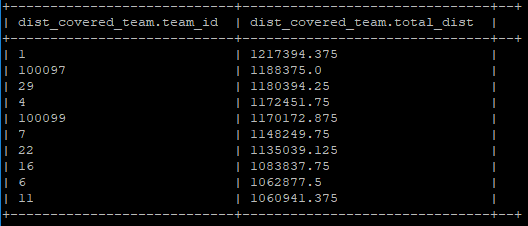 +-----------------------------+-------------------------------+--+
| dist_covered_team.team_id | dist_covered_team.total_dist | |
+-----------------------------+-------------------------------+--+
| 1 | 1217394.375 |
| 100097 | 1188375.0 |
| 29 | 1180394.25 |
| 4 | 1172451.75 |
| 100099 | 1170172.875 |
| 7 | 1148249.75 |
| 22 | 1135039.125 |
| 16 | 1083837.75 |
| 6 | 1062877.5 |
| 11 | 1060941.375 |
+-----------------------------+-------------------------------+--+